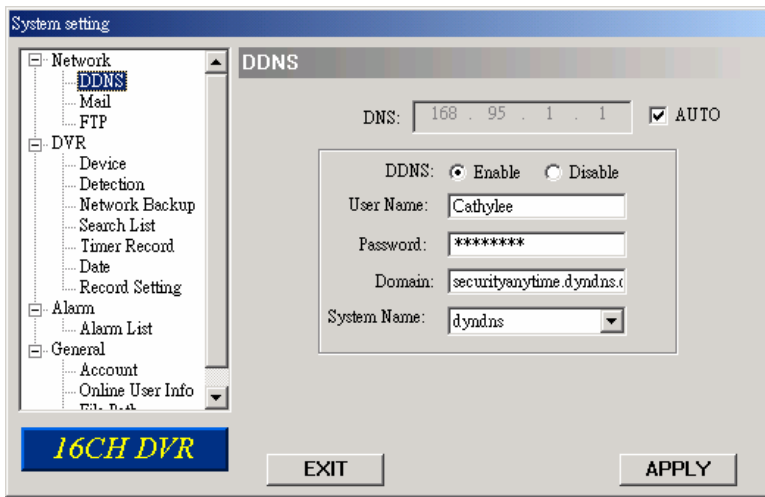 System setting
Network
DDNS
Mail
FTP
DVR
Device
Detection
Network Backup
Search List
Timer Record
Date
Record Setting
Alarm
Alarm List
General
Account
Online User Info
File Path
16CH DVR
DDNS
DNS: 168 . 95 . 1 . 1 AUTO
DDNS: Enable Disable
User Name: Cathylee
Password: ********
Domain: securityanytime.dyndns.
System Name: dyndns
EXIT APPLY